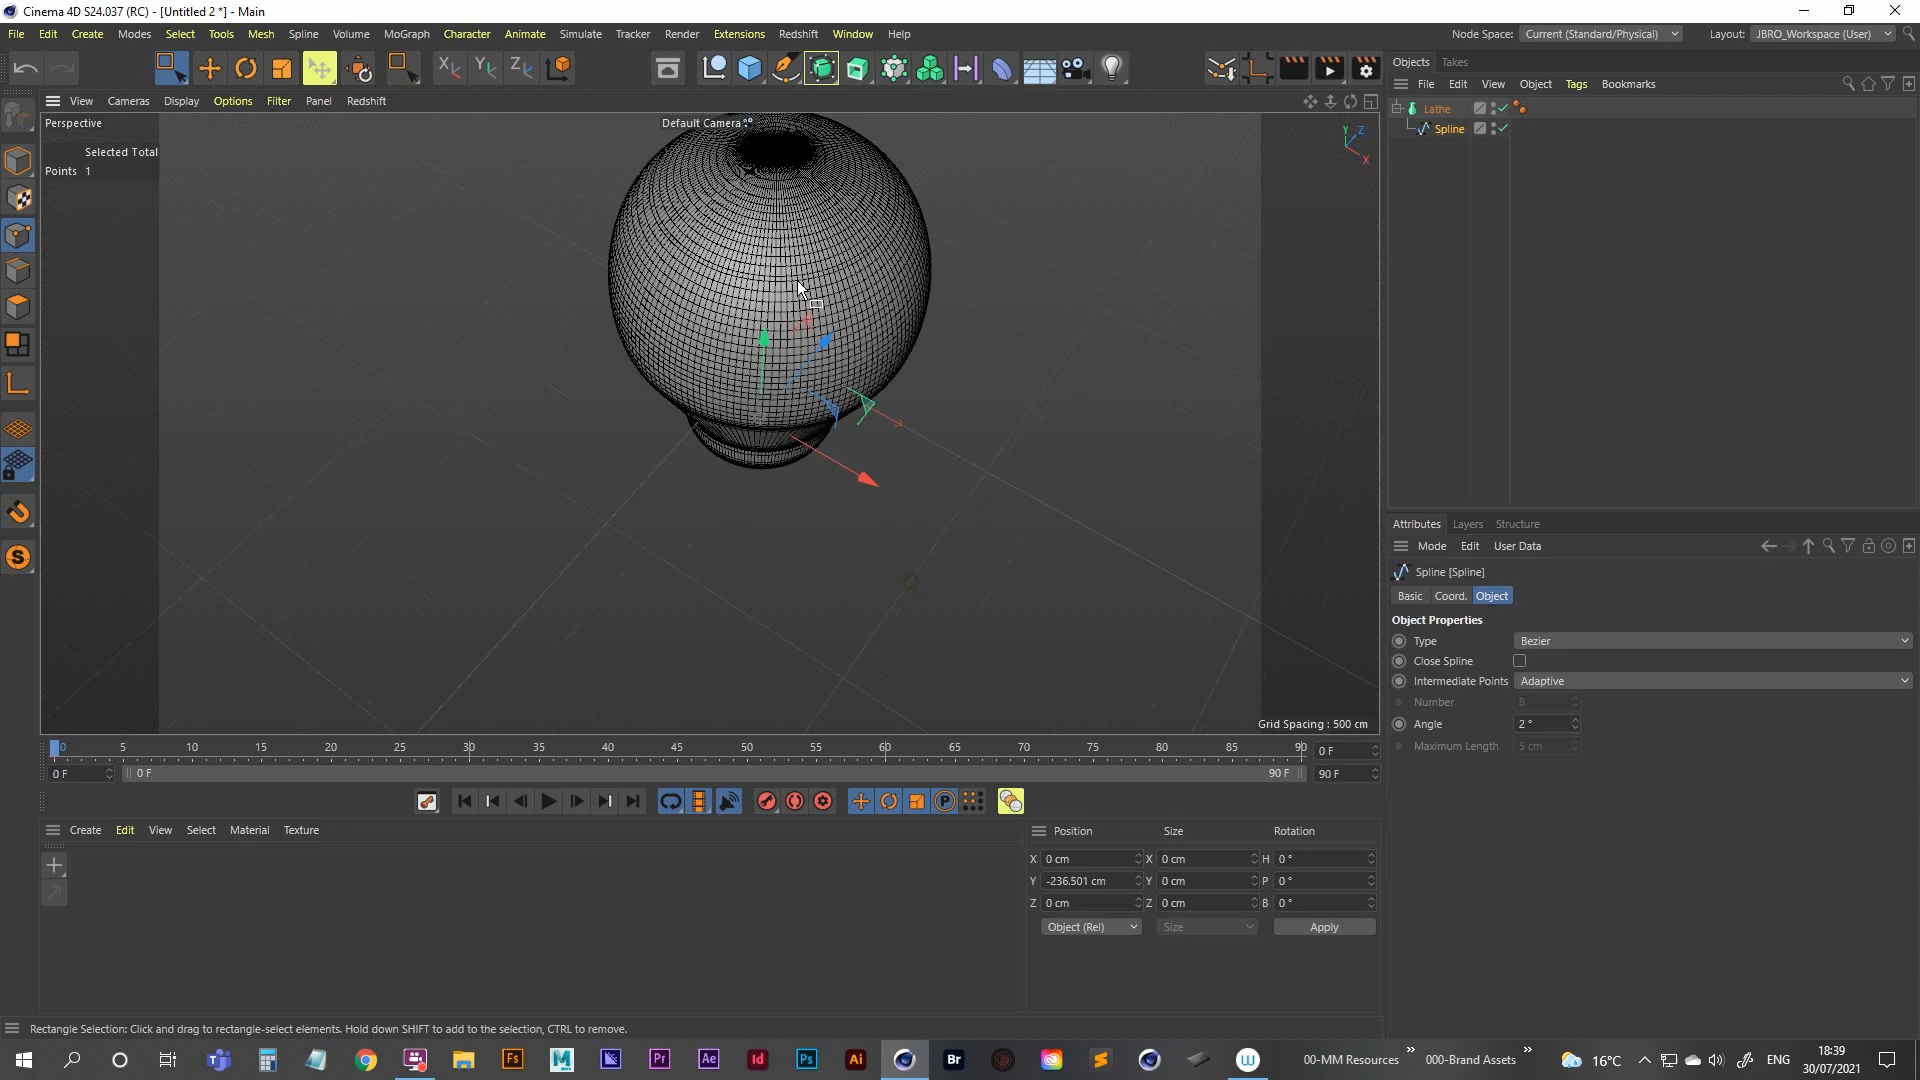 Cinema 4D S24.037 (RC) - [Untitled 2 *] - Main
File Edit Create Modes Select Tools Mesh Spline Volume MoGraph Character Animate Simulate Tracker Render Extensions Redshift Window Help
Node Space: Current (Standard/Physical) Layout: JBRO_Workspace (User)
Objects Takes
File Edit View Object Tags Bookmarks
View Cameras Display Options Filter Panel Redshift
Perspective
Default Camera
Y Z X
Lathe
Spline
Selected Total
Points 1
Grid Spacing : 500 cm
Attributes Layers Structure
Mode Edit User Data
Spline [Spline]
Basic Coord. Object
Object Properties
Type Bezier
Close Spline
Intermediate Points Adaptive
Number 8
Angle 2 °
Maximum Length 5 cm
0 5 10 15 20 25 30 35 40 45 50 55 60 65 70 75 80 85 90 0 F
0 F 0 F 90 F 90 F
Create Edit View Select Material Texture
Position Size Rotation
X 0 cm X 0 cm H 0 °
Y -236.501 cm Y 0 cm P 0 °
Z 0 cm Z 0 cm B 0 °
Object (Rel) Size Apply
Rectangle Selection: Click and drag to rectangle-select elements. Hold down SHIFT to add to the selection, CTRL to remove.
Fs Pr Ae Id Ps Ai Br
00-MM Resources » 000-Brand Assets » 16°C ENG
18:39
30/07/2021